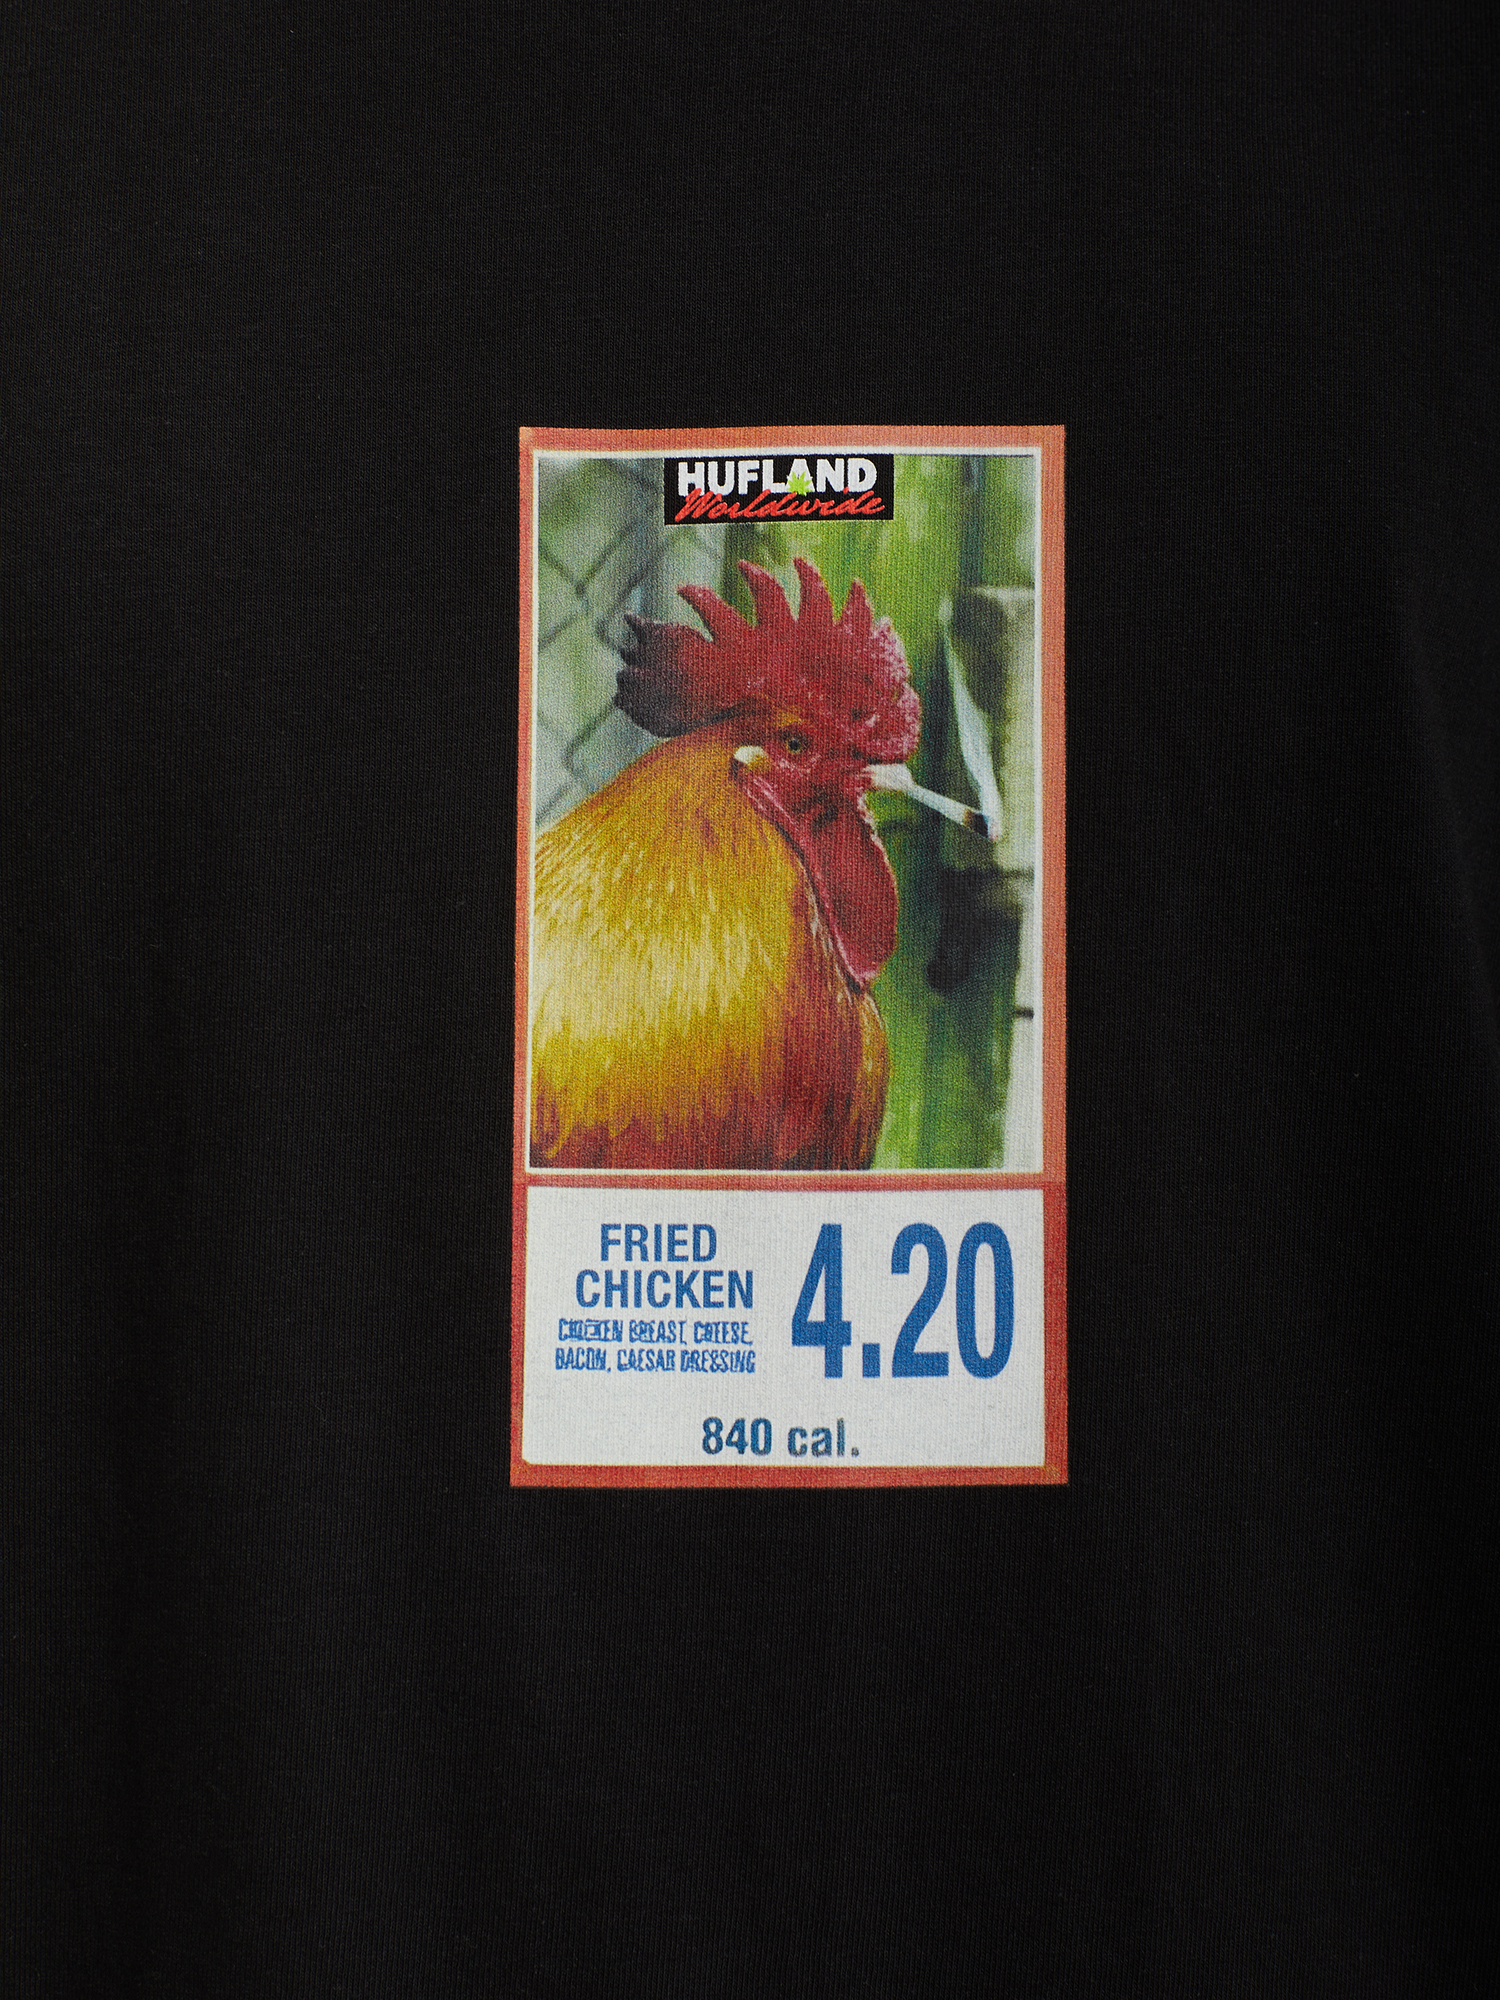 HUFLAND
Worldwide
FRIED
CHICKEN
4.20
CHICKEN BREAST, CHEESE,
BACON, CAESAR DRESSING
840 cal.